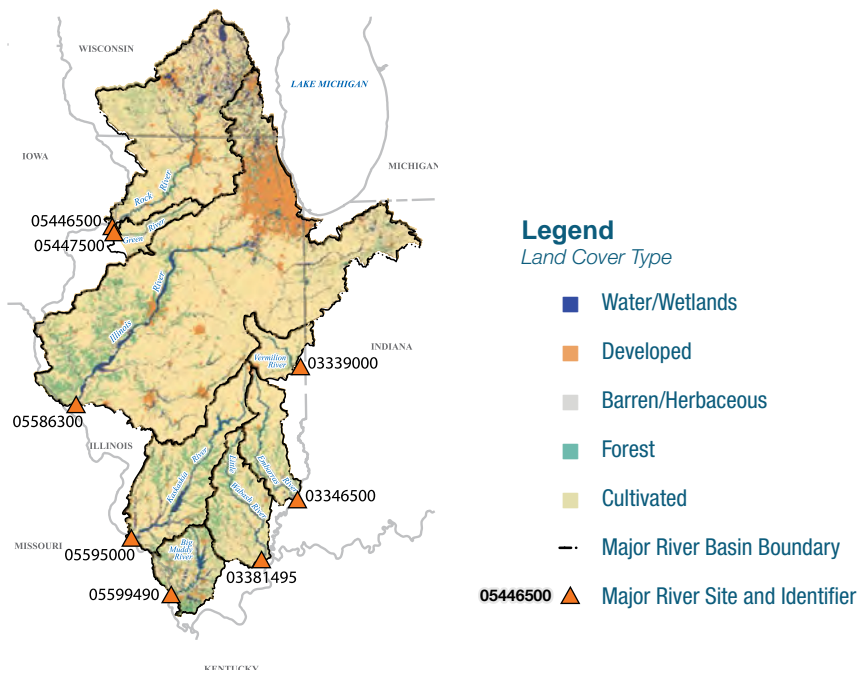 WISCONSIN
LAKE MICHIGAN
IOWA
MICHIGAN
Rock
River
05446500
05447500
Green River
River
Illinois
INDIANA
Vermilion
River
03339000
05586300
ILLINOIS
Kaskaskia River
Little
Wabash River
Embarras
River
03346500
MISSOURI
05595000
Big
Muddy
River
03381495
05599490
KENTUCKY
Legend
Land Cover Type
Water/Wetlands
Developed
Barren/Herbaceous
Forest
Cultivated
Major River Basin Boundary
05446500 Major River Site and Identifier